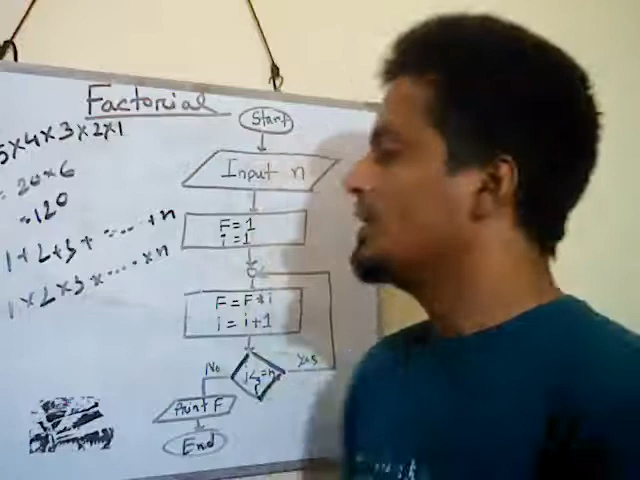 Factorial
5x4x3x2x1
= 20x6
=120
1+2+3+ ..... +n
1x2x3x.....xn
Start
Input n
F=1
i=1
F=F*i
i=i+1
i<=n
No
Yes
Print F
End